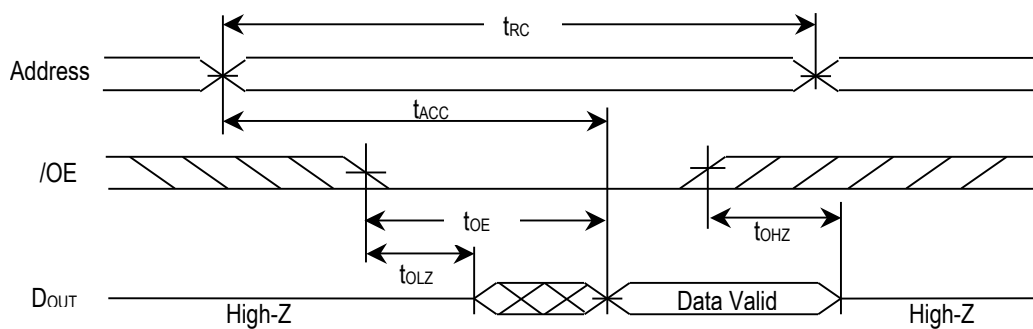 tRC
Address
tACC
/OE
tOE
tOHZ
tOLZ
DOUT
High-Z
Data Valid
High-Z